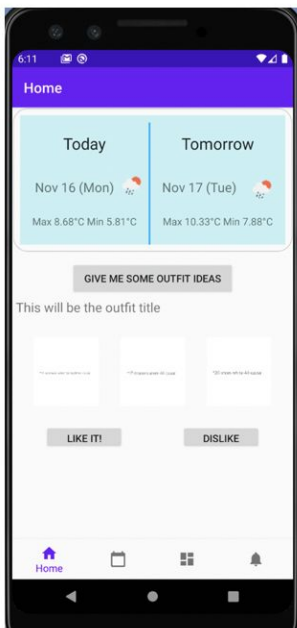 6:11
Home
Today Tomorrow
Nov 16 (Mon) Nov 17 (Tue)
Max 8.68°C Min 5.81°C Max 10.33°C Min 7.88°C
GIVE ME SOME OUTFIT IDEAS
This will be the outfit title
LIKE IT! DISLIKE
Home